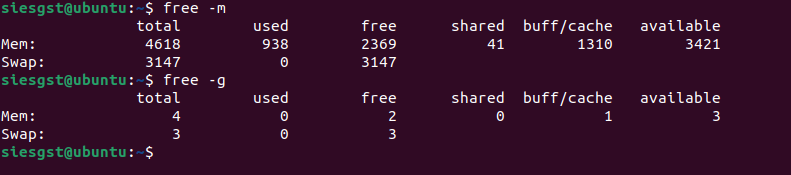 siesgst@ubuntu:~$ free -m
total used free shared buff/cache available
Mem: 4618 938 2369 41 1310 3421
Swap: 3147 0 3147
siesgst@ubuntu:~$ free -g
total used free shared buff/cache available
Mem: 4 0 2 0 1 3
Swap: 3 0 3
siesgst@ubuntu:~$